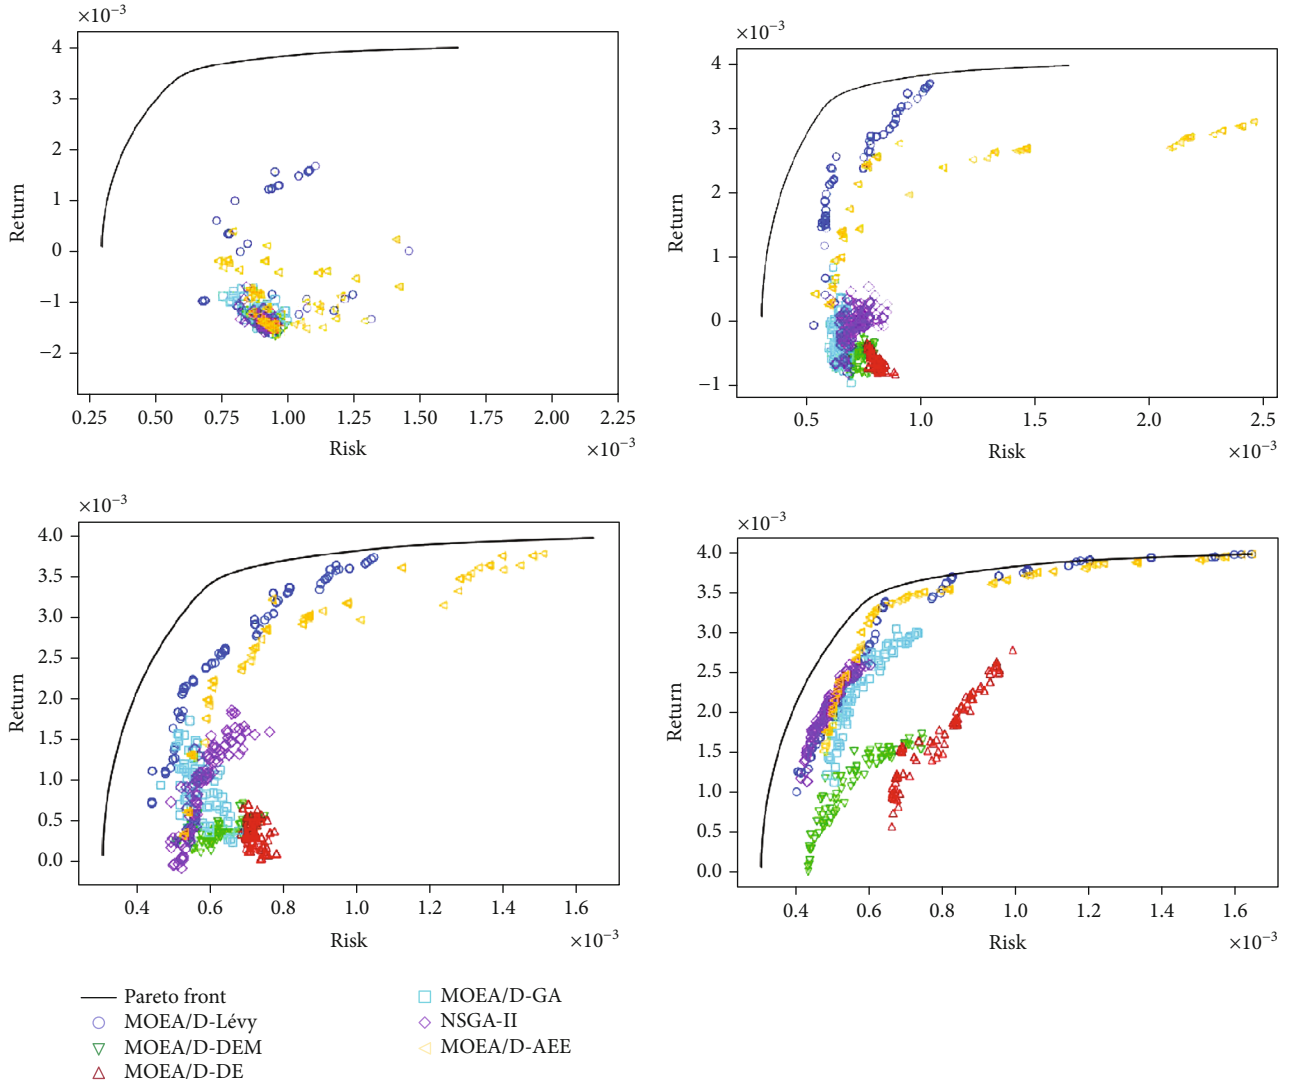 ×10⁻³
4
3
2
1
0
−1
−2
Return
0.25 0.50 0.75 1.00 1.25 1.50 1.75 2.00 2.25
Risk
×10⁻³
×10⁻³
4
3
2
1
0
−1
Return
0.5 1.0 1.5 2.0 2.5
Risk
×10⁻³
×10⁻³
4.0
3.5
3.0
2.5
2.0
1.5
1.0
0.5
0.0
Return
0.4 0.6 0.8 1.0 1.2 1.4 1.6
Risk
×10⁻³
×10⁻³
4.0
3.5
3.0
2.5
2.0
1.5
1.0
0.5
0.0
Return
0.4 0.6 0.8 1.0 1.2 1.4 1.6
Risk
×10⁻³
Pareto front
MOEA/D-Lévy
MOEA/D-DEM
MOEA/D-DE
MOEA/D-GA
NSGA-II
MOEA/D-AEE